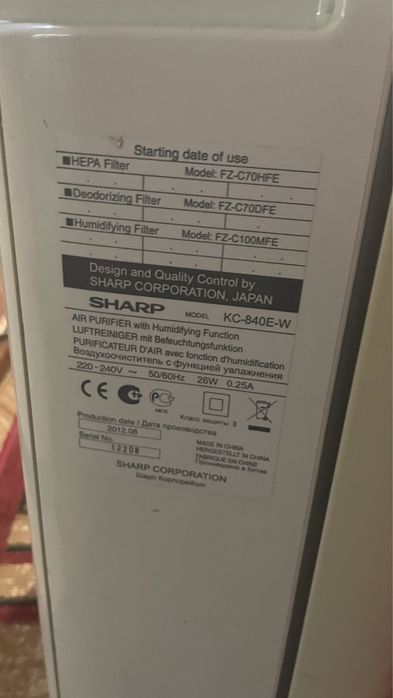 Starting date of use
■HEPA Filter Model: FZ-C70HFE
■Deodorizing Filter Model: FZ-C70DFE
■Humidifying Filter Model: FZ-C100MFE
Design and Quality Control by
SHARP CORPORATION, JAPAN
SHARP MODEL KC-840E-W
AIR PURIFIER with Humidifying Function
LUFTREINIGER mit Befeuchtungsfunktion
PURIFICATEUR D'AIR avec fonction d'humidification
Воздухоочиститель с функцией увлажнения
220-240V ~ 50/60Hz 26W 0.25A
CE
Класс защиты II
Production date / Дата производства
2012.08
Serial No.
12208
MADE IN CHINA
HERGESTELLT IN CHINA
FABRIQUÉ EN CHINE
Произведено в Китае
SHARP CORPORATION
Шарп Корпорейшн